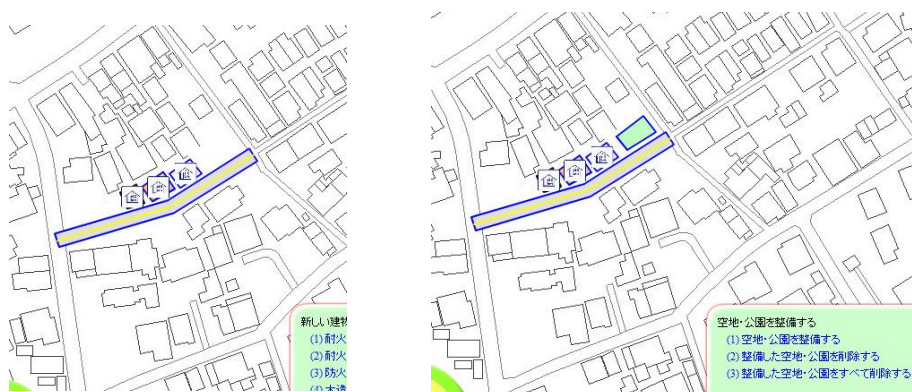 新しい建物
(1)耐火
(2)耐火
(3)防火
(4)木造
空地・公園を整備する
(1)空地・公園を整備する
(2)整備した空地・公園を削除する
(3)整備した空地・公園をすべて削除する